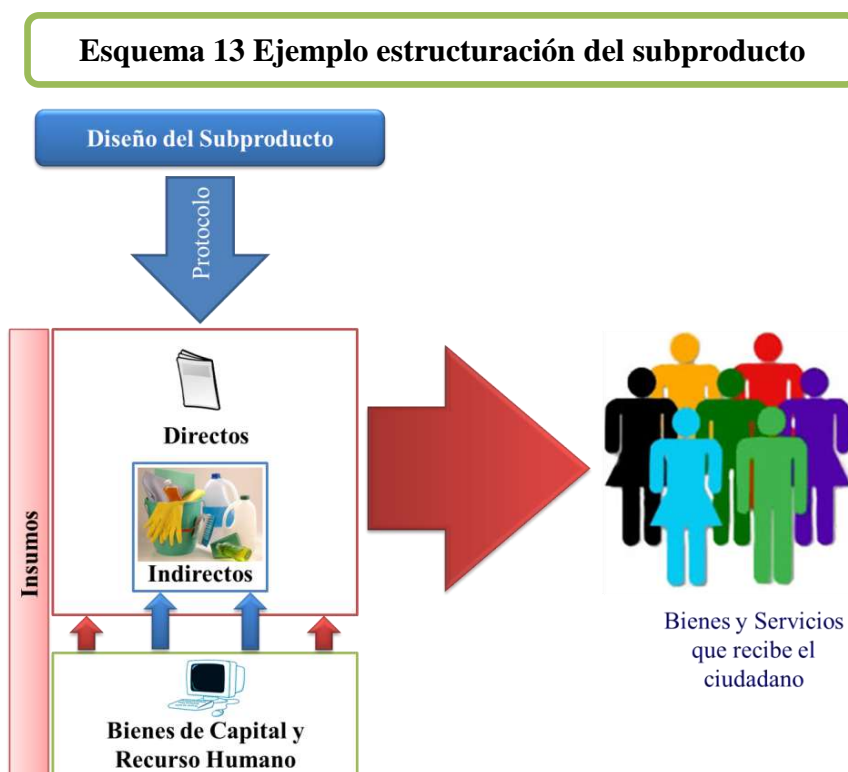 Esquema 13 Ejemplo estructuración del subproducto
Diseño del Subproducto
Protocolo
Insumos
Directos
Indirectos
Bienes de Capital y
Recurso Humano
Bienes y Servicios
que recibe el
ciudadano